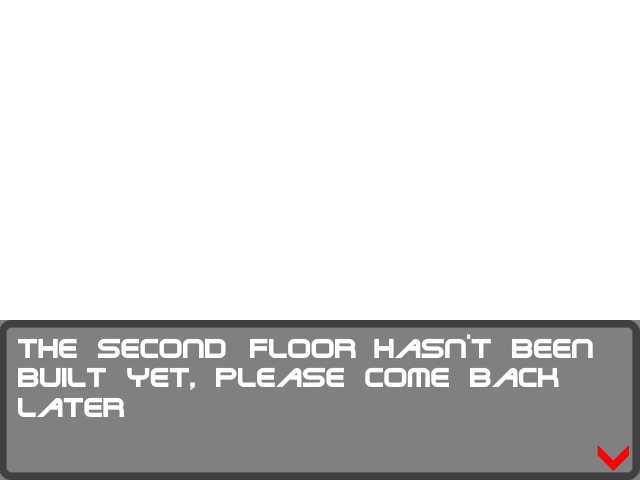 THE SECOND FLOOR HASN'T BEEN
BUILT YET, PLEASE COME BACK
LATER